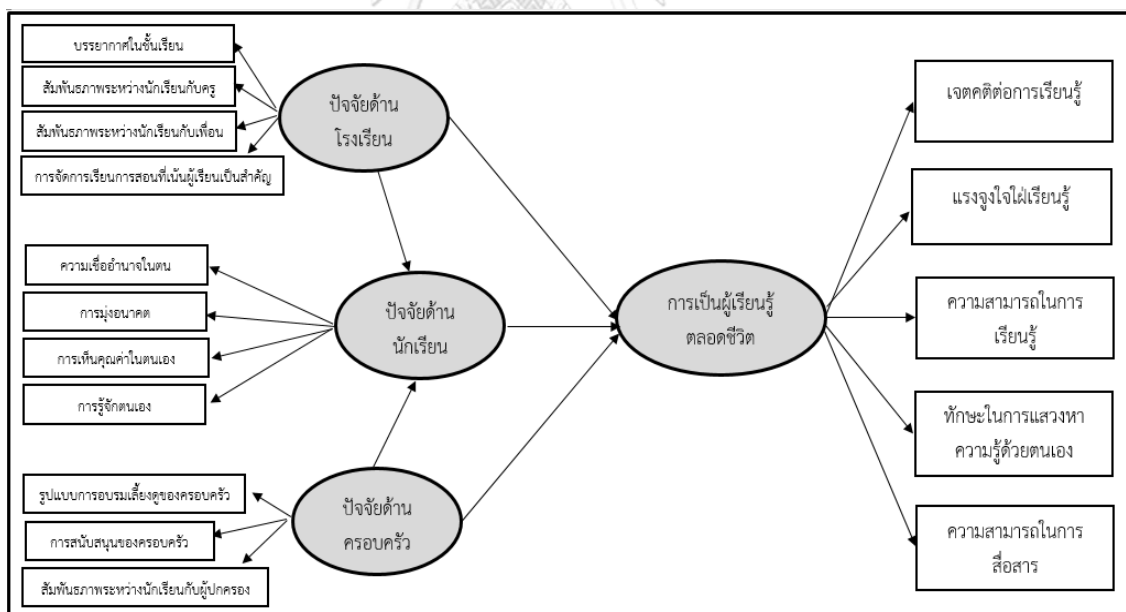 บรรยากาศในชั้นเรียน
สัมพันธภาพระหว่างนักเรียนกับครู
สัมพันธภาพระหว่างนักเรียนกับเพื่อน
การจัดการเรียนการสอนที่เน้นผู้เรียนเป็นสำคัญ
ปัจจัยด้าน
โรงเรียน
ความเชื่ออำนาจในตน
การมุ่งอนาคต
การเห็นคุณค่าในตนเอง
การรู้จักตนเอง
ปัจจัยด้าน
นักเรียน
รูปแบบการอบรมเลี้ยงดูของครอบครัว
การสนับสนุนของครอบครัว
สัมพันธภาพระหว่างนักเรียนกับผู้ปกครอง
ปัจจัยด้าน
ครอบครัว
การเป็นผู้เรียนรู้
ตลอดชีวิต
เจตคติต่อการเรียนรู้
แรงจูงใจใฝ่เรียนรู้
ความสามารถในการ
เรียนรู้
ทักษะในการแสวงหา
ความรู้ด้วยตนเอง
ความสามารถในการ
สื่อสาร